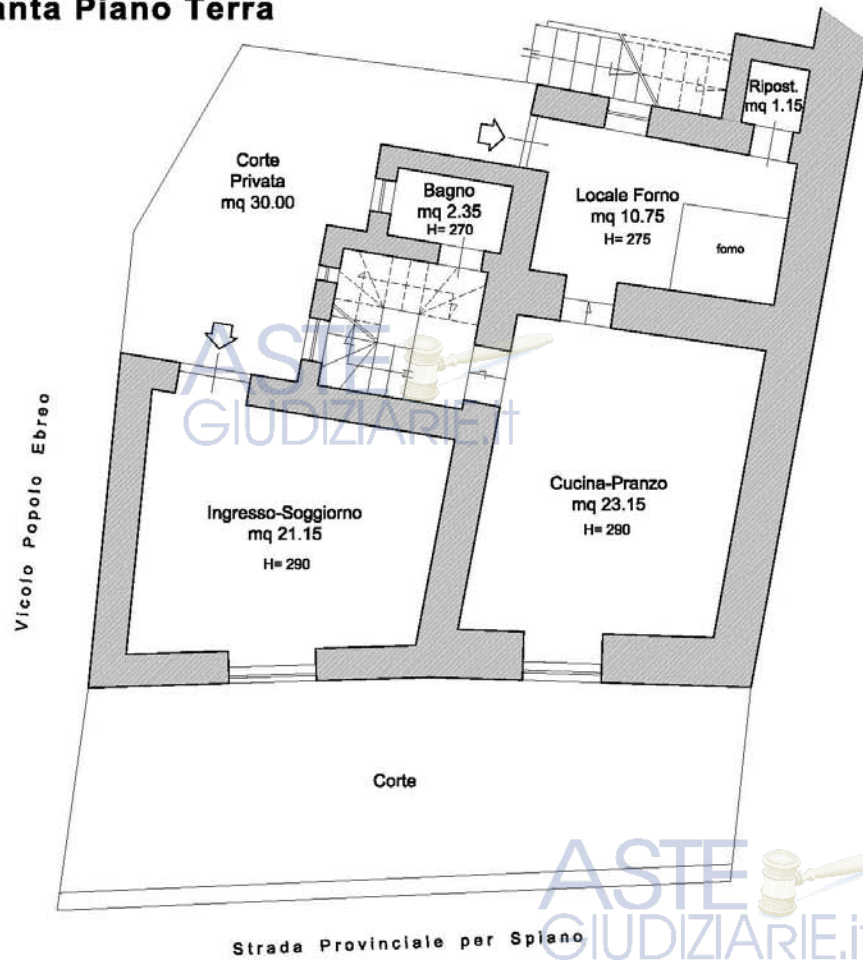 anta Piano Terra
Ripost.
mq 1.15
Corte
Privata
mq 30.00
Bagno
mq 2.35
H= 270
Locale Forno
mq 10.75
H= 275
forno
ASTE
GIUDIZIARIE.it
Vicolo Popolo Ebreo
Cucina-Pranzo
mq 23.15
H= 290
Ingresso-Soggiorno
mq 21.15
H= 290
Corte
ASTE
GIUDIZIARIE.it
Strada Provinciale per Spiano